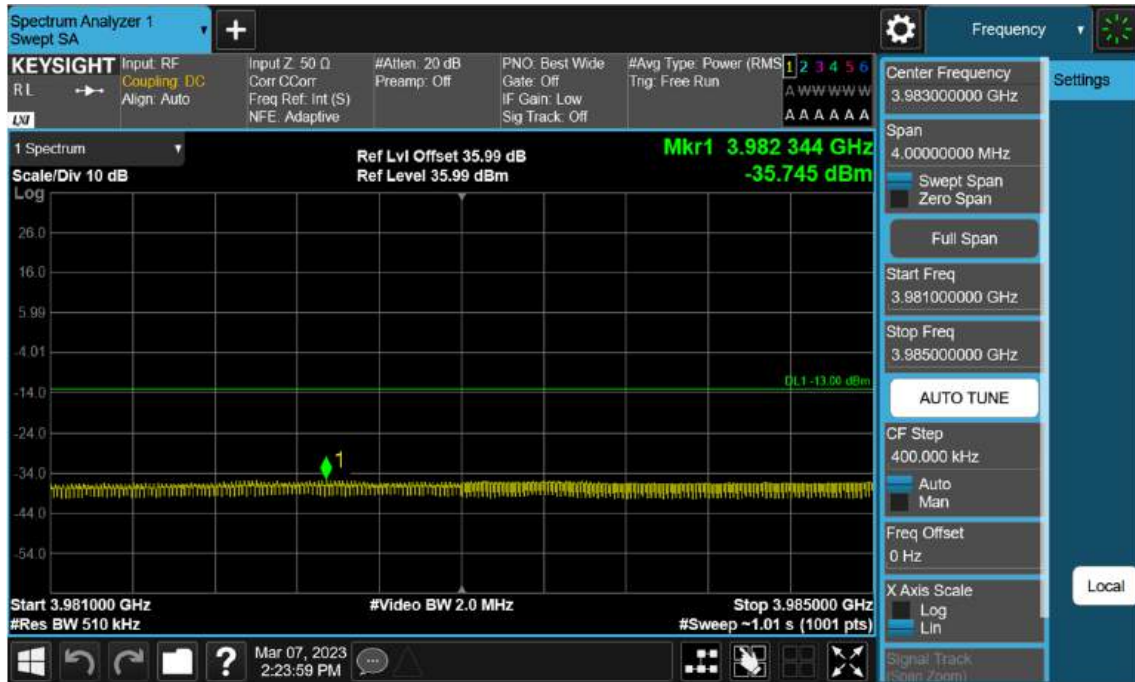 Spectrum Analyzer 1
Swept SA
+
Frequency
KEYSIGHT
RL
LXI
Input: RF
Coupling: DC
Align: Auto
Input Z: 50 Ω
Corr CCorr
Freq Ref: Int (S)
NFE: Adaptive
#Atten: 20 dB
Preamp: Off
PNO: Best Wide
Gate: Off
IF Gain: Low
Sig Track: Off
#Avg Type: Power (RMS
Trig: Free Run
1 2 3 4 5 6
A W W W W W
A A A A A A
1 Spectrum
Scale/Div 10 dB
Ref Lvl Offset 35.99 dB
Ref Level 35.99 dBm
Mkr1 3.982 344 GHz
-35.745 dBm
Log
26.0
16.0
5.99
-4.01
-14.0
-24.0
-34.0
-44.0
-54.0
DL1 -13.00 dBm
1
Start 3.981000 GHz
#Res BW 510 kHz
#Video BW 2.0 MHz
Stop 3.985000 GHz
#Sweep ~1.01 s (1001 pts)
Center Frequency
3.983000000 GHz
Span
4.00000000 MHz
Swept Span
Zero Span
Full Span
Start Freq
3.981000000 GHz
Stop Freq
3.985000000 GHz
AUTO TUNE
CF Step
400.000 kHz
Auto
Man
Freq Offset
0 Hz
X Axis Scale
Log
Lin
Signal Track
(Span Zoom)
Settings
Local
?
Mar 07, 2023
2:23:59 PM